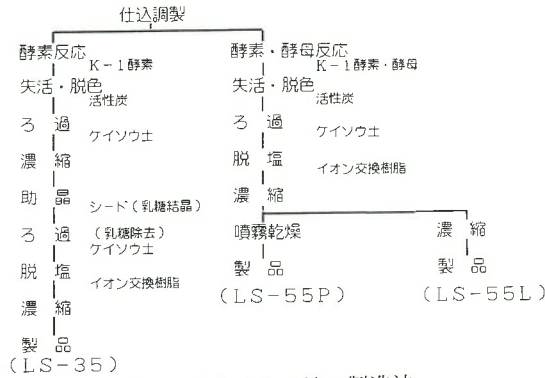 仕込調製
酵素反応
K-1酵素
失活・脱色
活性炭
ろ 過
ケイソウ土
濃 縮
助 晶
シード(乳糖結晶)
ろ 過
(乳糖除去)
ケイソウ土
脱 塩
イオン交換樹脂
濃 縮
製 品
(LS-35)
酵素・酵母反応
K-1酵素・酵母
失活・脱色
活性炭
ろ 過
ケイソウ土
脱 塩
イオン交換樹脂
濃 縮
噴霧乾燥
製 品
(LS-55P)
濃 縮
製 品
(LS-55L)